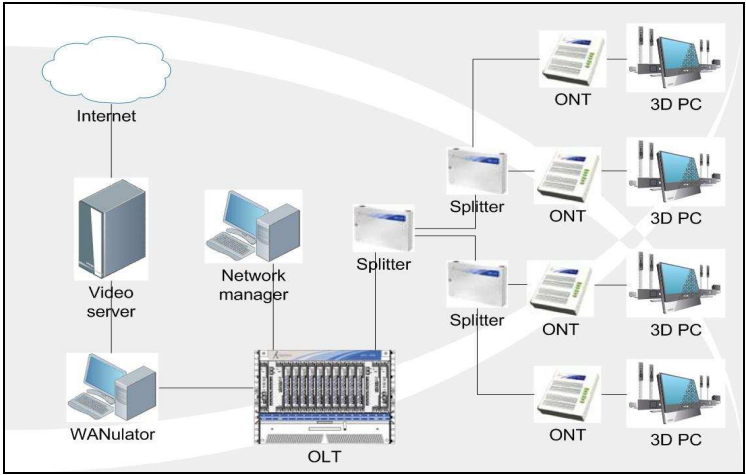 Internet
ONT
3D PC
Splitter
ONT
3D PC
Network
manager
Splitter
Video
server
Splitter
ONT
3D PC
WANulator
OLT
ONT
3D PC